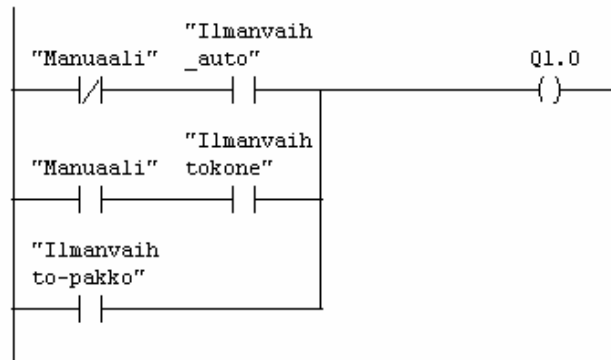 "Ilmanvaih
"Manuaali" _auto" Q1.0
"Ilmanvaih
"Manuaali" tokone"
"Ilmanvaih
to-pakko"